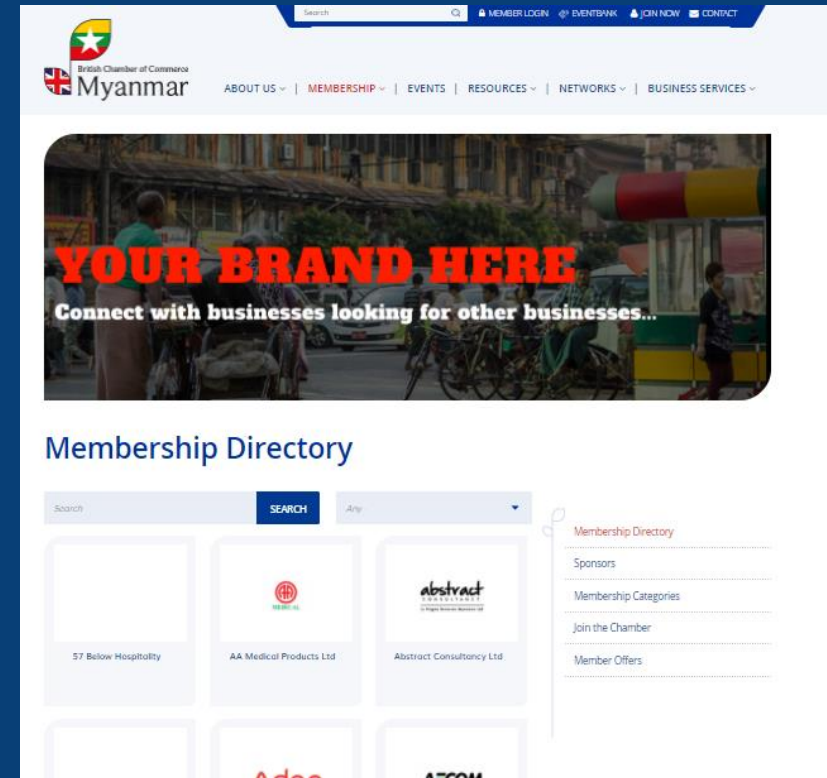 Search
MEMBER LOGIN EVENTBANK JOIN NOW CONTACT
British Chamber of Commerce
Myanmar
ABOUT US | MEMBERSHIP | EVENTS | RESOURCES | NETWORKS | BUSINESS SERVICES
YOUR BRAND HERE
Connect with businesses looking for other businesses...
Membership Directory
Search
SEARCH
Any
Membership Directory
Sponsors
Membership Categories
Join the Chamber
Member Offers
MEDICAL
abstract
CONSULTANCY
57 Below Hospitality
AA Medical Products Ltd
Abstract Consultancy Ltd
AECOM